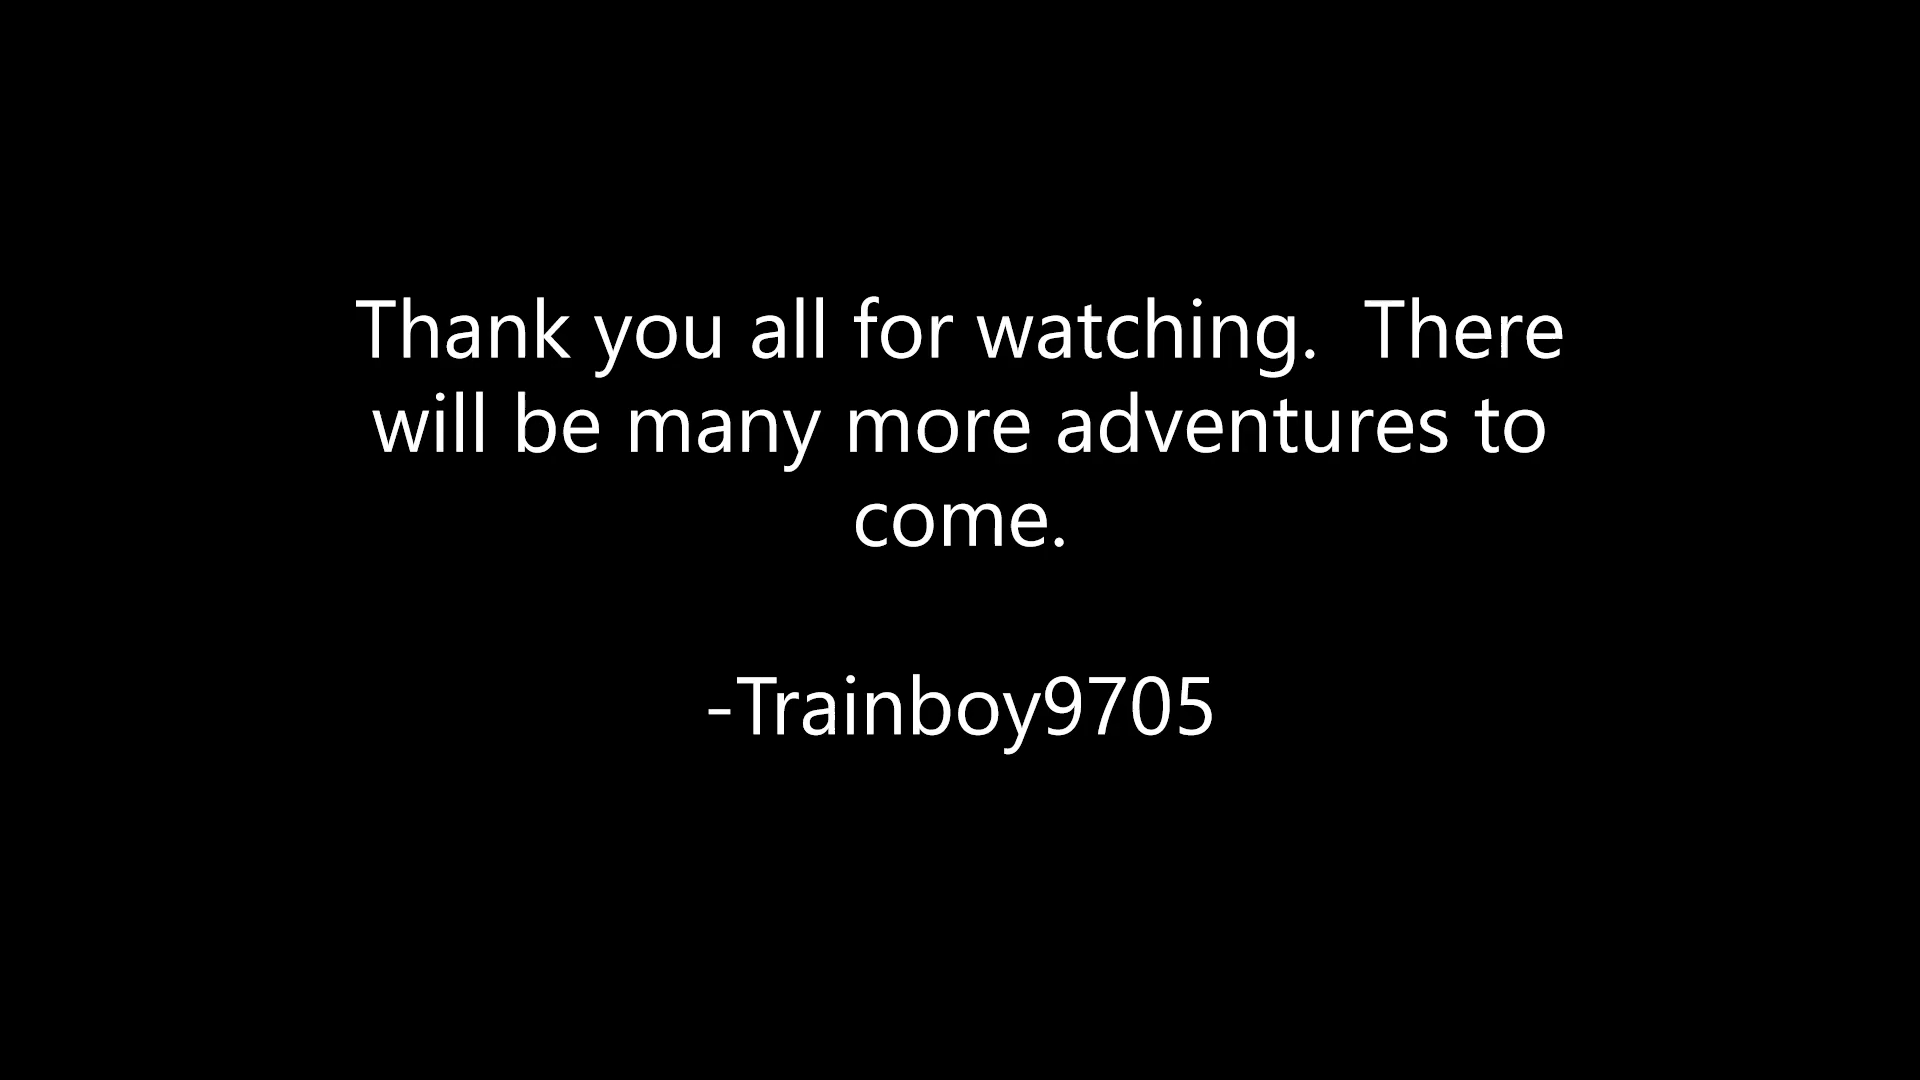 Thank you all for watching.  There
will be many more adventures to
come.
-Trainboy9705